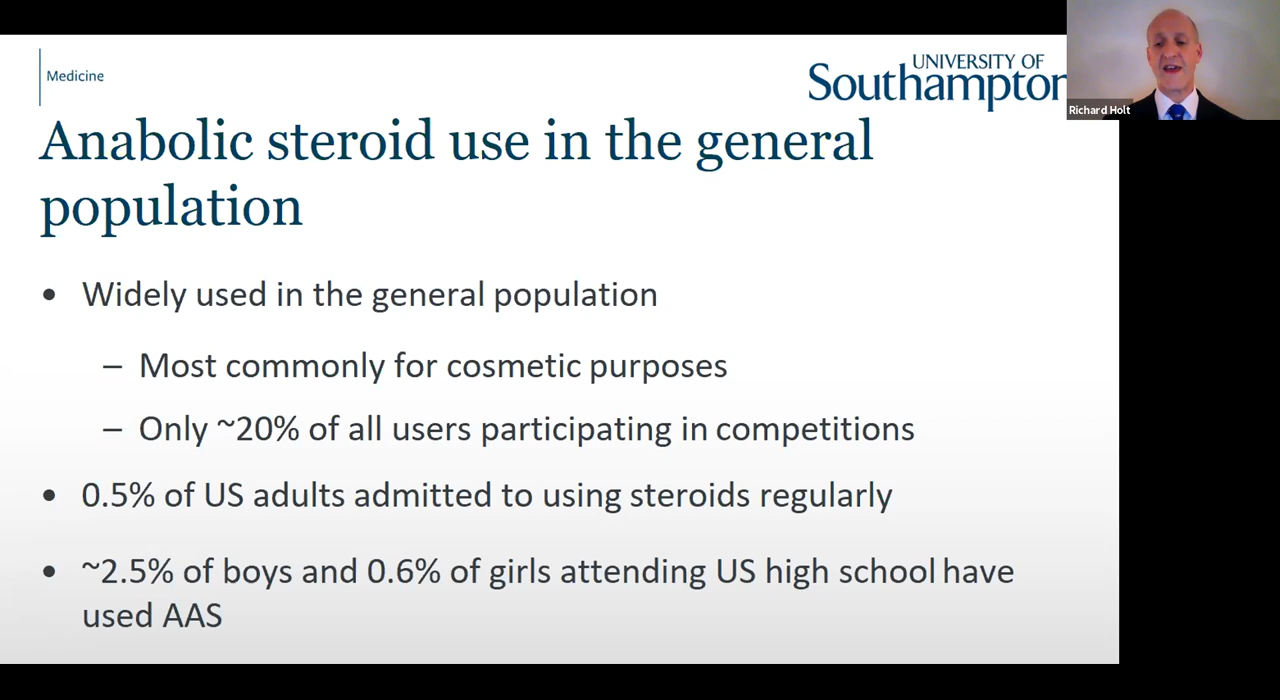 Medicine
UNIVERSITY OF
Southampton
Richard Holt
Anabolic steroid use in the general
population
• Widely used in the general population
– Most commonly for cosmetic purposes
– Only ~20% of all users participating in competitions
• 0.5% of US adults admitted to using steroids regularly
• ~2.5% of boys and 0.6% of girls attending US high school have
used AAS